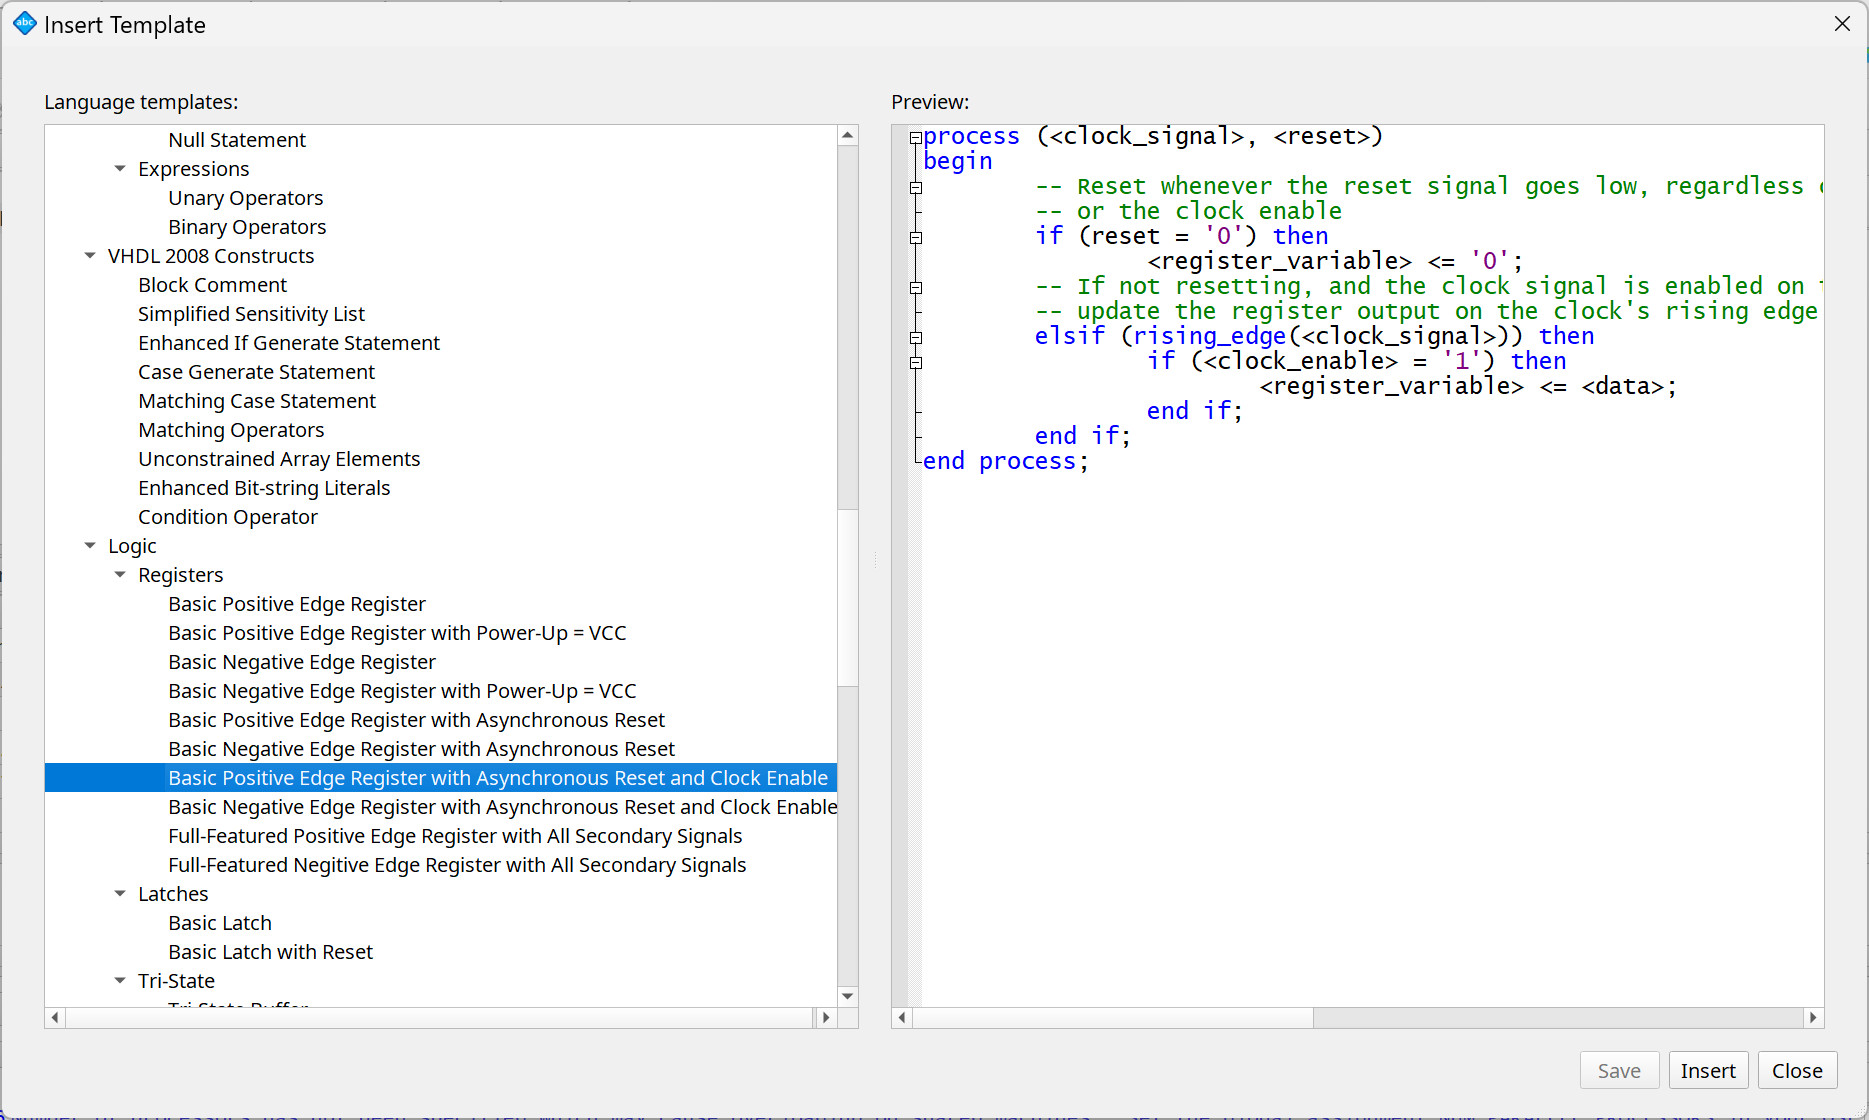 abc
Insert Template
Language templates:
Null Statement
Expressions
Unary Operators
Binary Operators
VHDL 2008 Constructs
Block Comment
Simplified Sensitivity List
Enhanced If Generate Statement
Case Generate Statement
Matching Case Statement
Matching Operators
Unconstrained Array Elements
Enhanced Bit-string Literals
Condition Operator
Logic
Registers
Basic Positive Edge Register
Basic Positive Edge Register with Power-Up = VCC
Basic Negative Edge Register
Basic Negative Edge Register with Power-Up = VCC
Basic Positive Edge Register with Asynchronous Reset
Basic Negative Edge Register with Asynchronous Reset
Basic Positive Edge Register with Asynchronous Reset and Clock Enable
Basic Negative Edge Register with Asynchronous Reset and Clock Enable
Full-Featured Positive Edge Register with All Secondary Signals
Full-Featured Negitive Edge Register with All Secondary Signals
Latches
Basic Latch
Basic Latch with Reset
Tri-State
Tri-State Buffer
Preview:
process (<clock_signal>, <reset>)
begin
-- Reset whenever the reset signal goes low, regardless
-- or the clock enable
if (reset = '0') then
<register_variable> <= '0';
-- If not resetting, and the clock signal is enabled on
-- update the register output on the clock's rising edge
elsif (rising_edge(<clock_signal>)) then
if (<clock_enable> = '1') then
<register_variable> <= <data>;
end if;
end if;
end process;
Save
Insert
Close